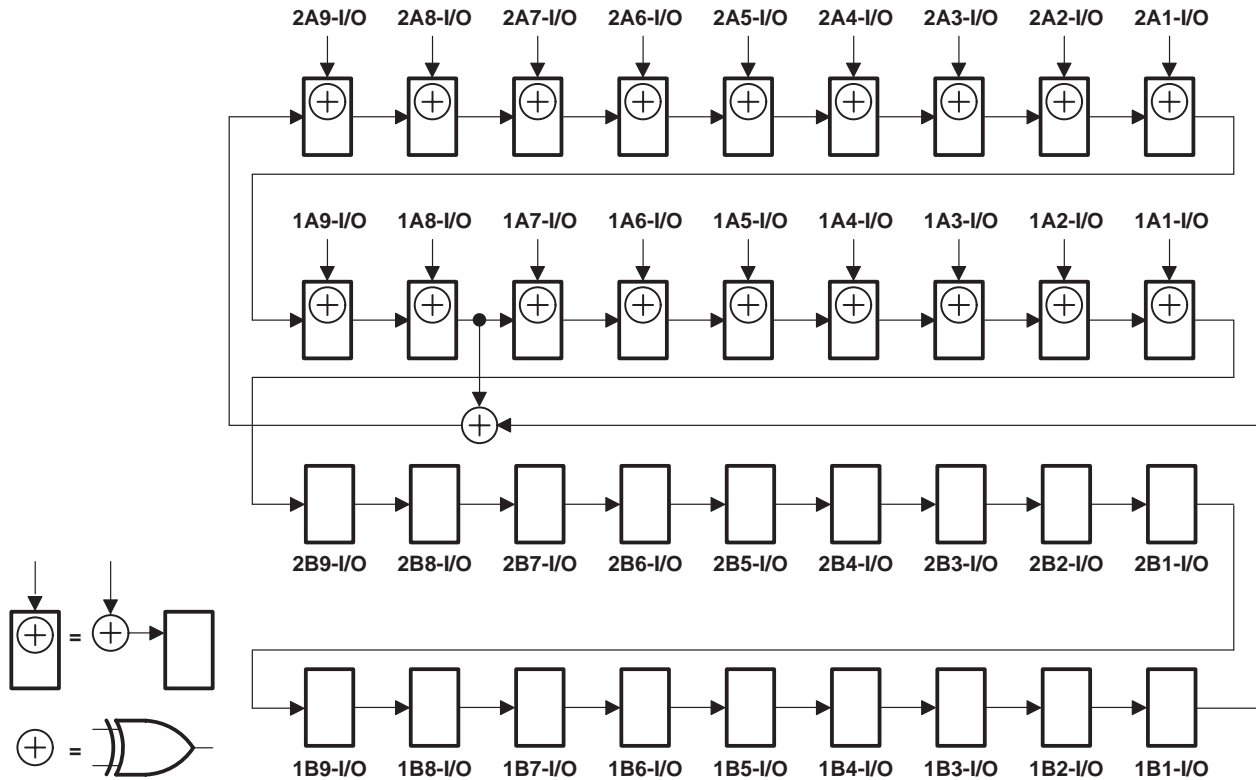 2A9-I/O 2A8-I/O 2A7-I/O 2A6-I/O 2A5-I/O 2A4-I/O 2A3-I/O 2A2-I/O 2A1-I/O
1A9-I/O 1A8-I/O 1A7-I/O 1A6-I/O 1A5-I/O 1A4-I/O 1A3-I/O 1A2-I/O 1A1-I/O
2B9-I/O 2B8-I/O 2B7-I/O 2B6-I/O 2B5-I/O 2B4-I/O 2B3-I/O 2B2-I/O 2B1-I/O
=
=
1B9-I/O 1B8-I/O 1B7-I/O 1B6-I/O 1B5-I/O 1B4-I/O 1B3-I/O 1B2-I/O 1B1-I/O